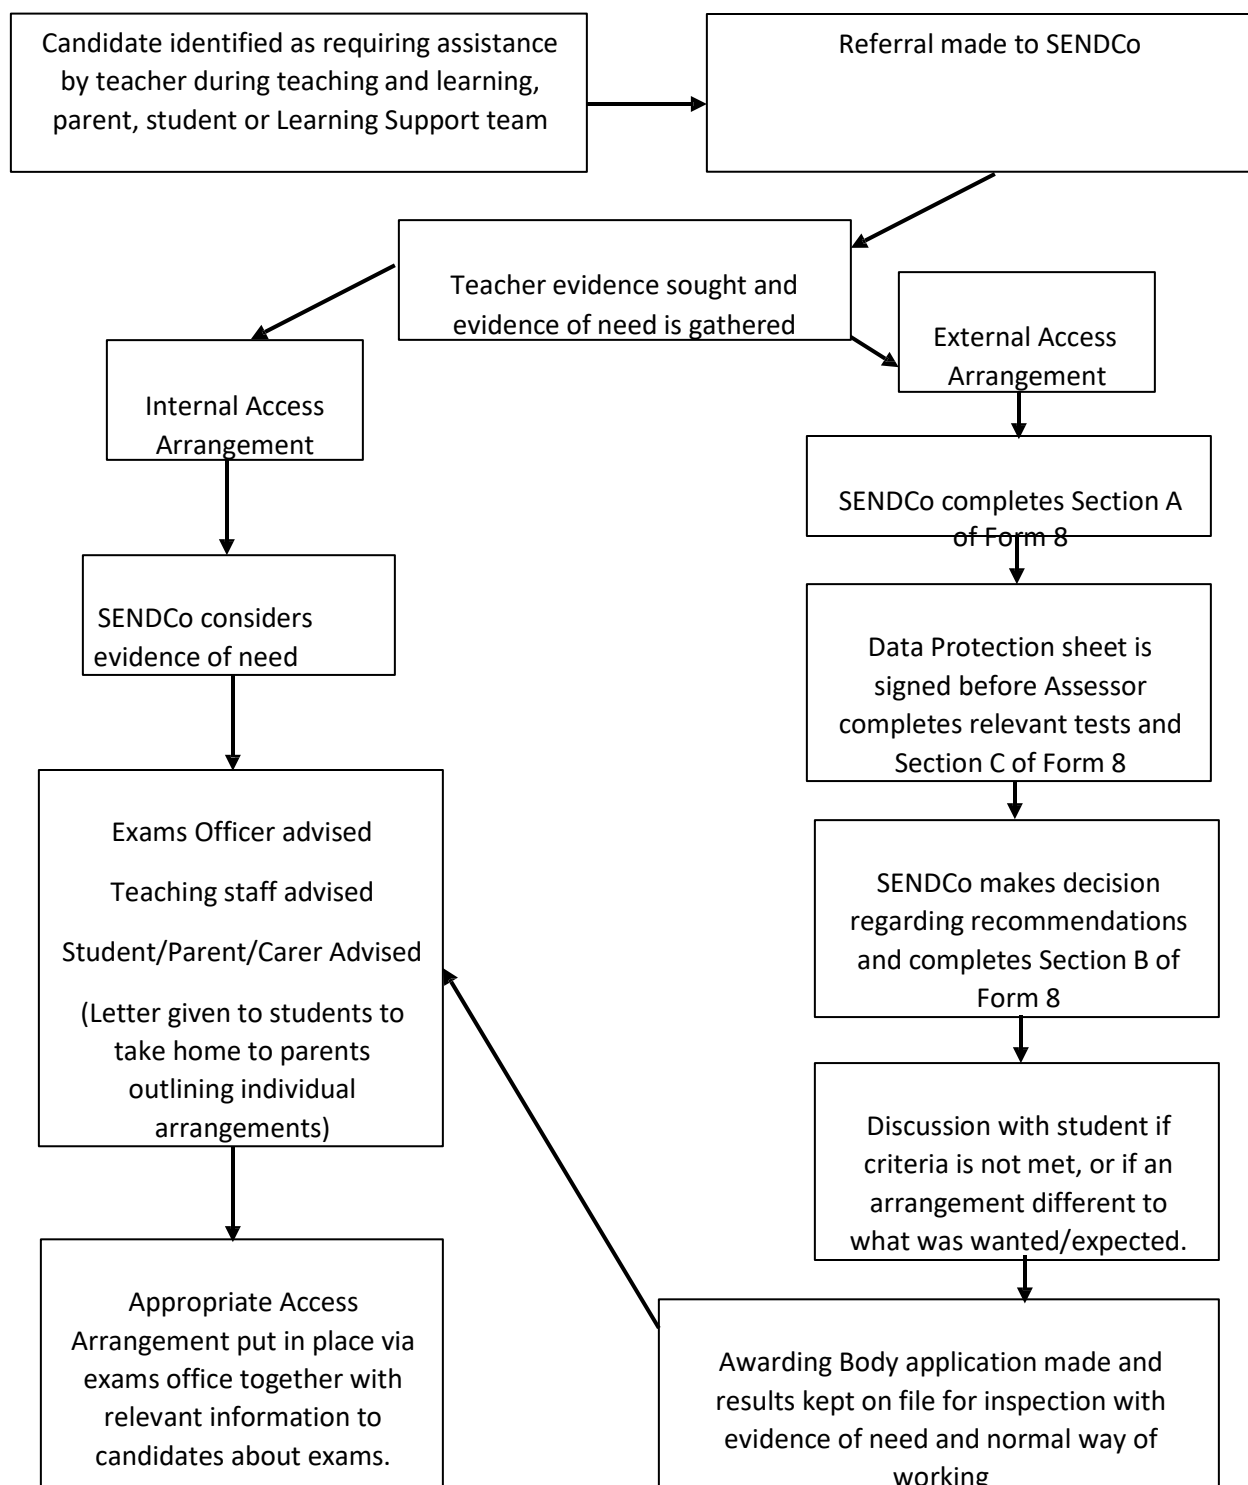 Candidate identified as requiring assistance
by teacher during teaching and learning,
parent, student or Learning Support team
Referral made to SENDCo
Teacher evidence sought and
evidence of need is gathered
External Access
Arrangement
Internal Access
Arrangement
SENDCo completes Section A
of Form 8
SENDCo considers
evidence of need
Data Protection sheet is
signed before Assessor
completes relevant tests and
Section C of Form 8
Exams Officer advised
Teaching staff advised
Student/Parent/Carer Advised
(Letter given to students to
take home to parents
outlining individual
arrangements)
SENDCo makes decision
regarding recommendations
and completes Section B of
Form 8
Discussion with student if
criteria is not met, or if an
arrangement different to
what was wanted/expected.
Appropriate Access
Arrangement put in place via
exams office together with
relevant information to
candidates about exams.
Awarding Body application made and
results kept on file for inspection with
evidence of need and normal way of
working